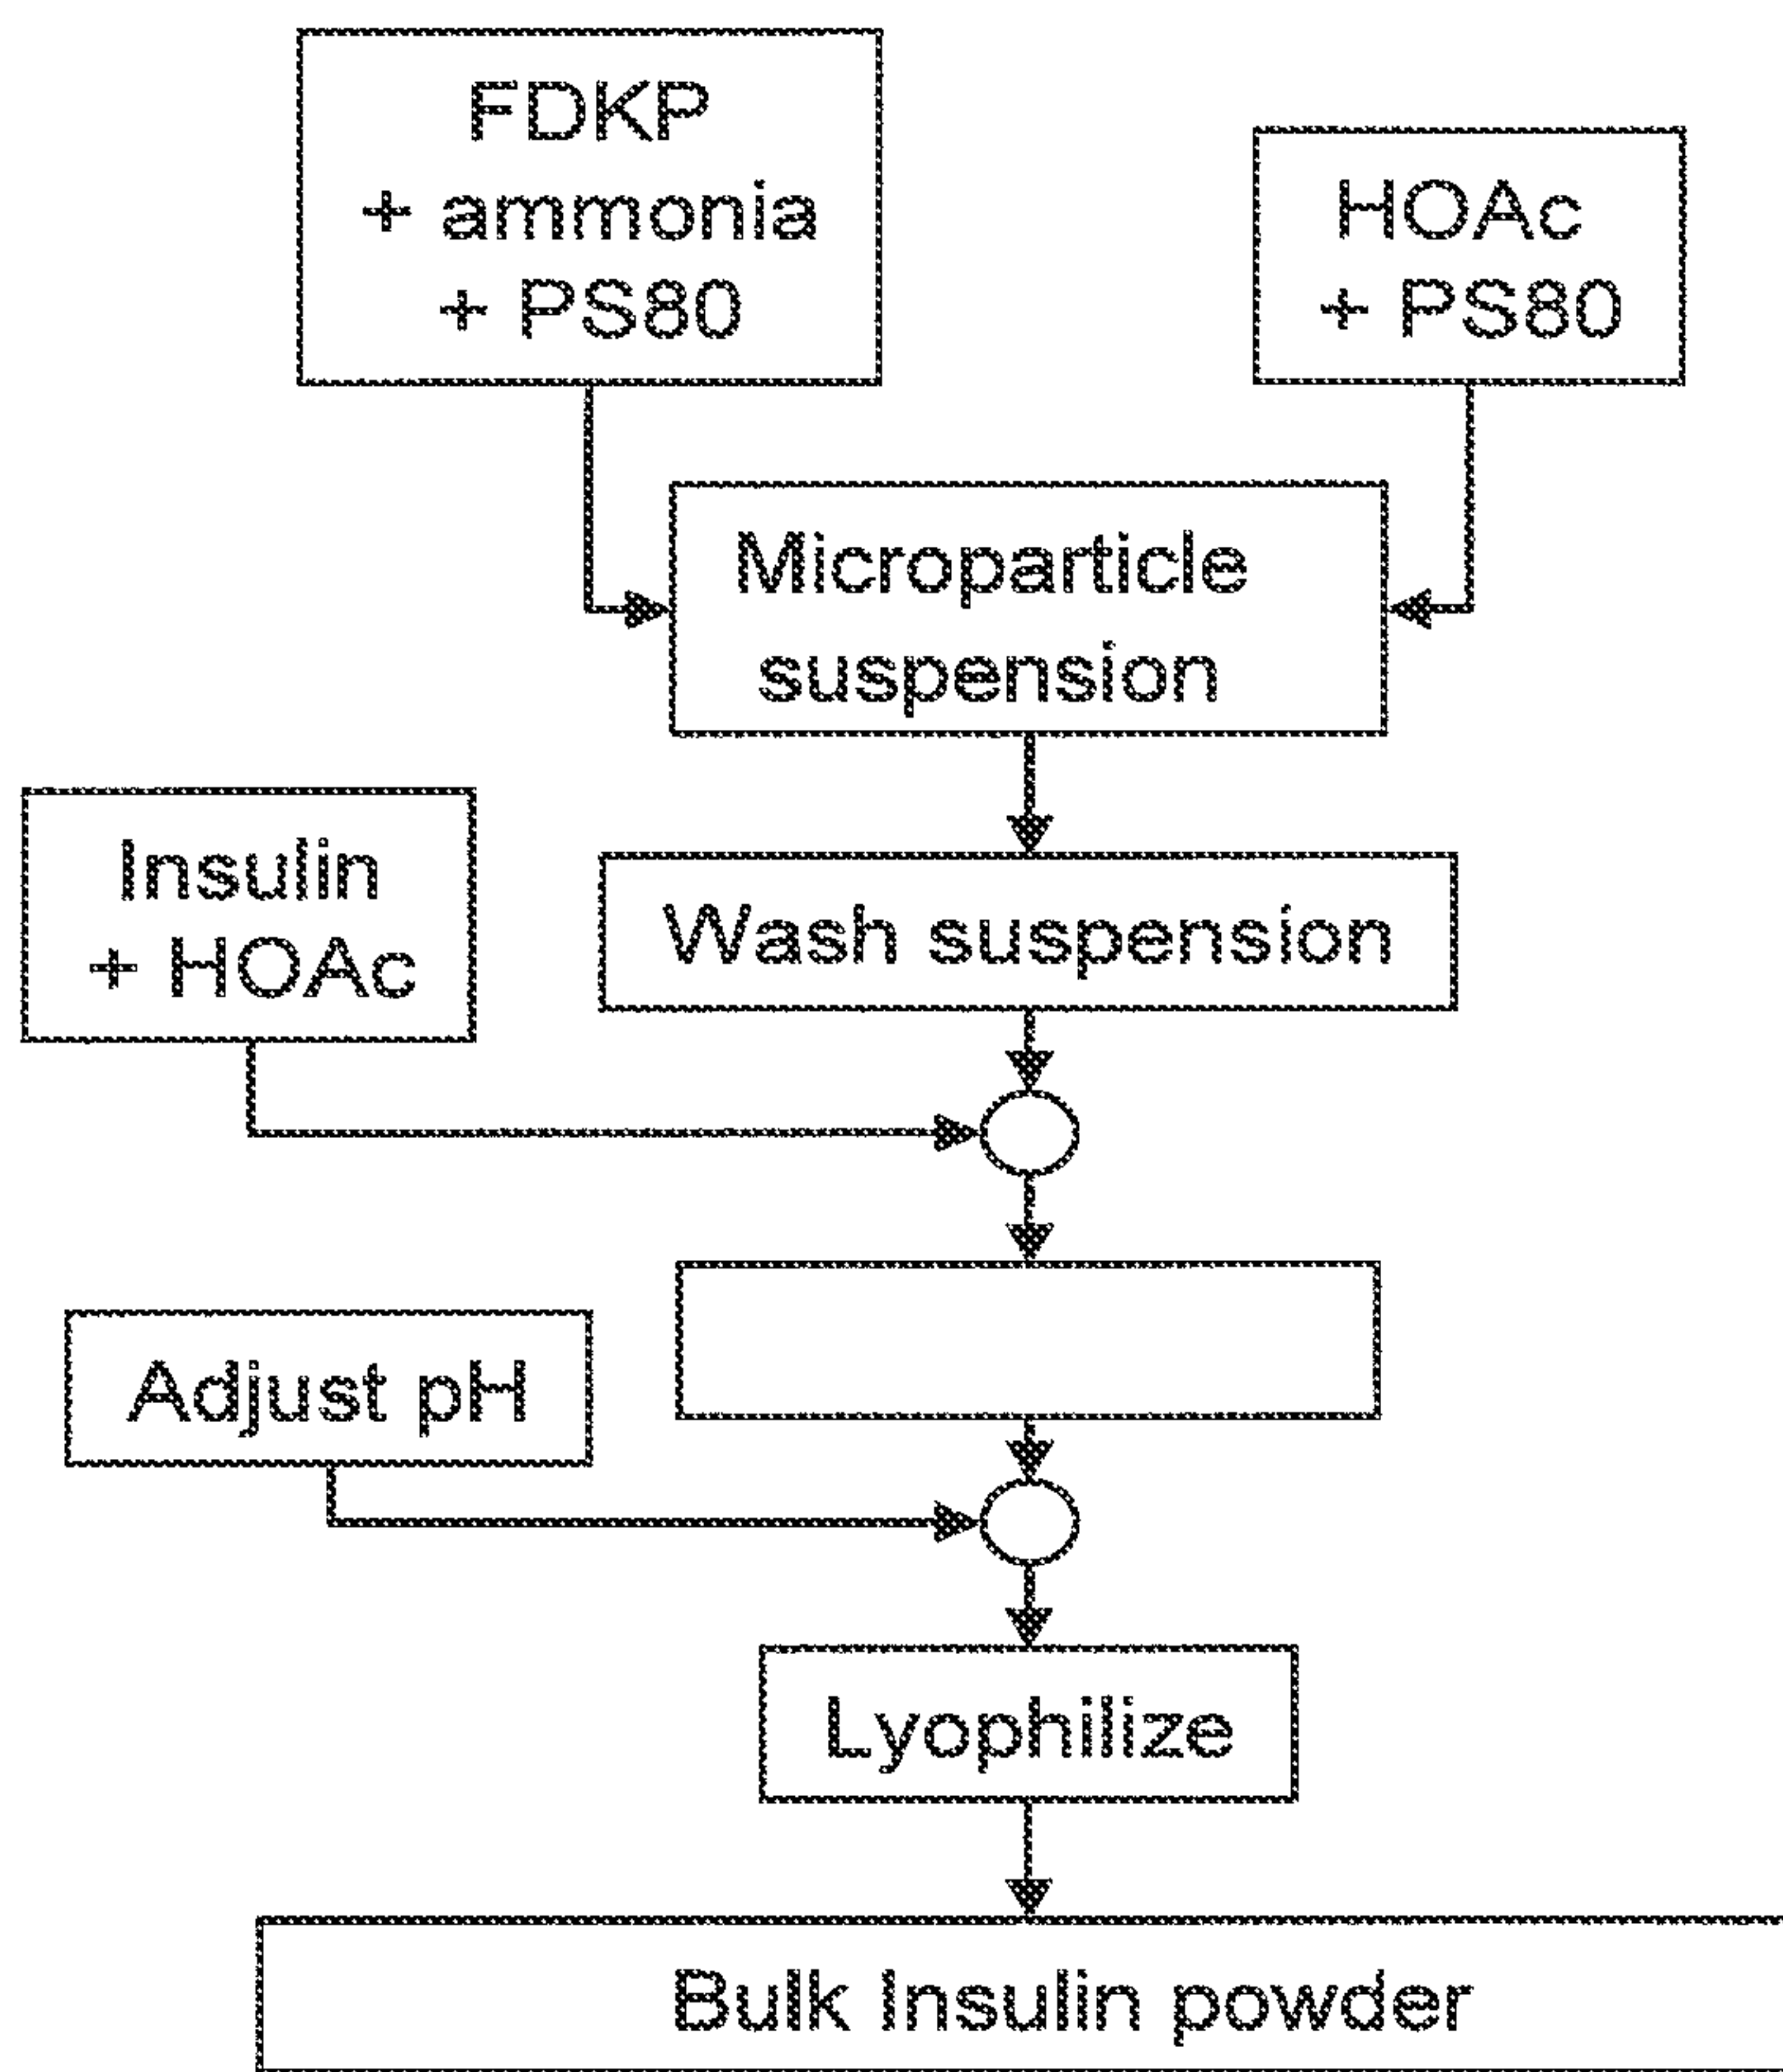 FDKP
+ ammonia
+ PS80
HOAc
+ PS80
Microparticle
suspension
Insulin
+ HOAc
Wash suspension
Adjust pH
Lyophilize
Bulk Insulin powder